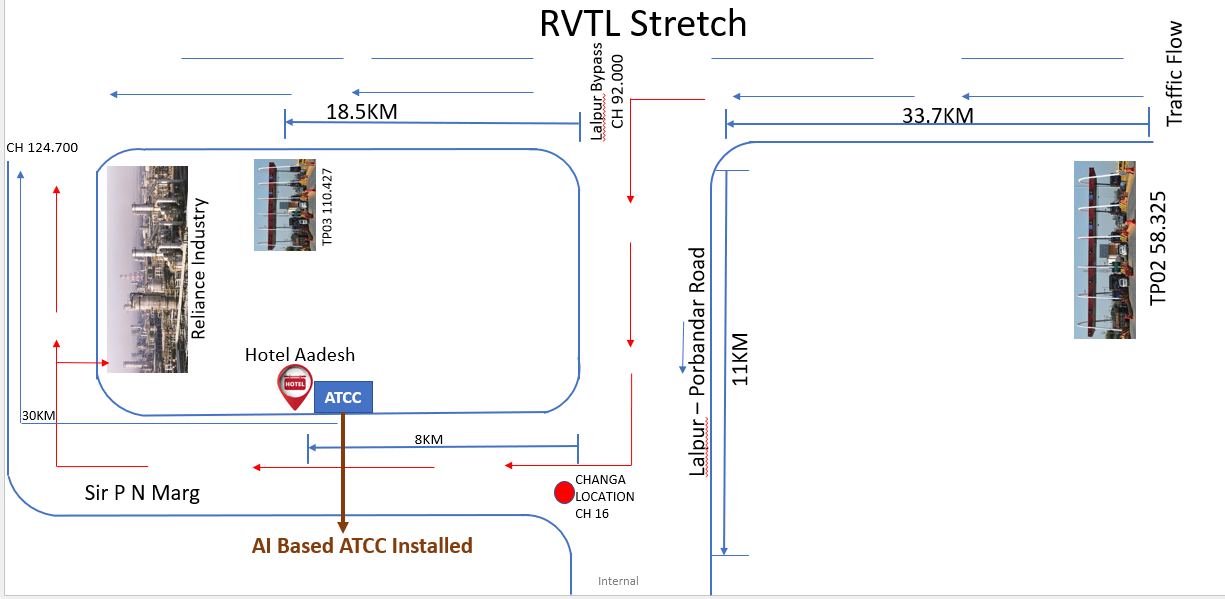 RVTL Stretch
Traffic Flow
Lalpur Bypass
CH 92.000
18.5KM
33.7KM
CH 124.700
TP03 110.427
Reliance Industry
TP02 58.325
Lalpur – Porbandar Road
11KM
Hotel Aadesh
HOTEL
ATCC
30KM
8KM
CHANGA
LOCATION
CH 16
Sir P N Marg
AI Based ATCC Installed
Internal